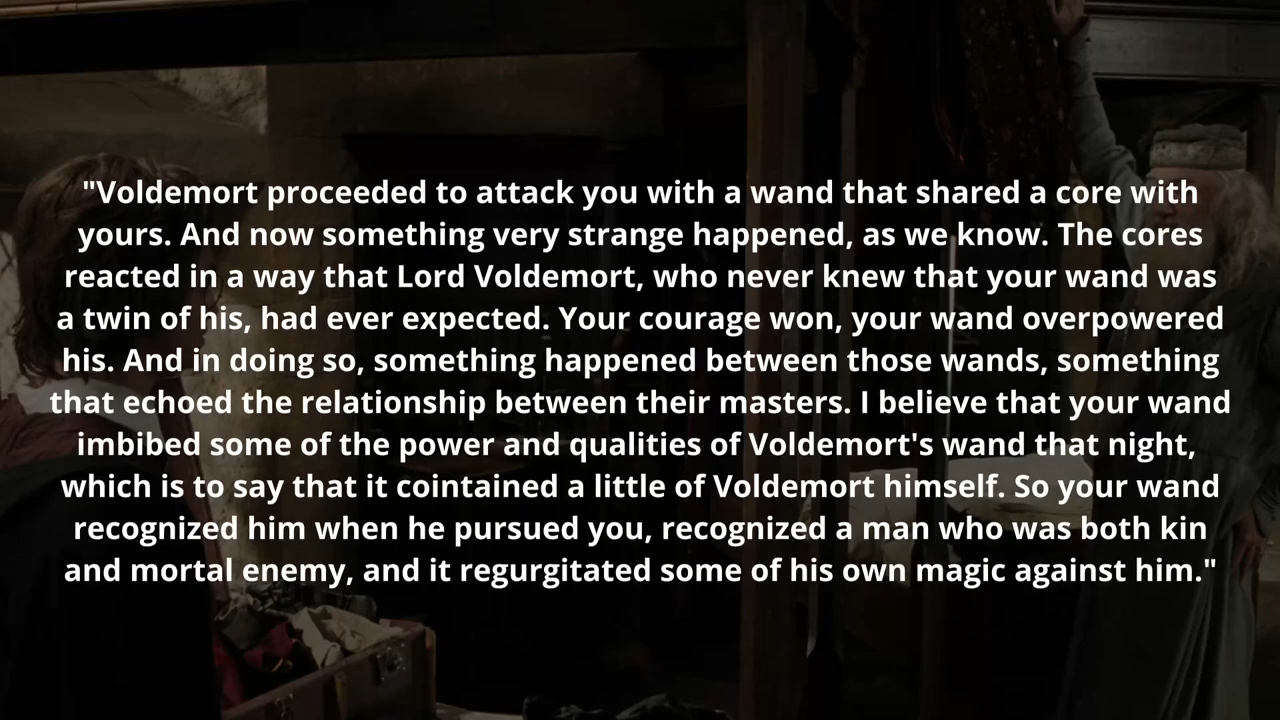 "Voldemort proceeded to attack you with a wand that shared a core with
yours. And now something very strange happened, as we know. The cores
reacted in a way that Lord Voldemort, who never knew that your wand was
a twin of his, had ever expected. Your courage won, your wand overpowered
his. And in doing so, something happened between those wands, something
that echoed the relationship between their masters. I believe that your wand
imbibed some of the power and qualities of Voldemort's wand that night,
which is to say that it cointained a little of Voldemort himself. So your wand
recognized him when he pursued you, recognized a man who was both kin
and mortal enemy, and it regurgitated some of his own magic against him."